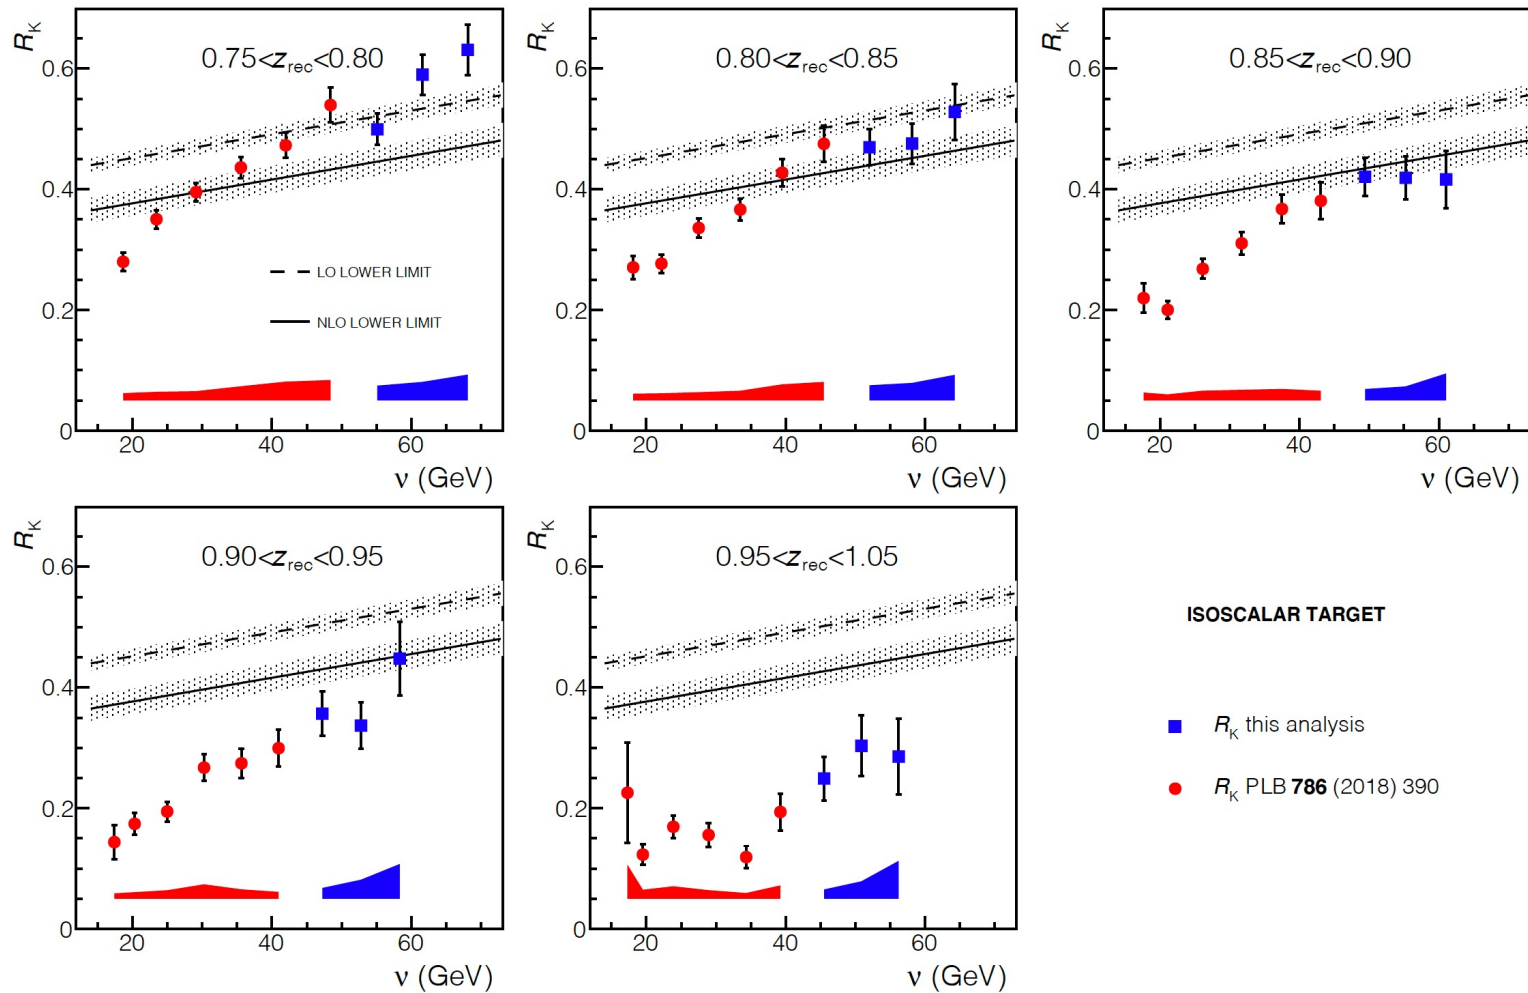 R_K
0.75<z_rec<0.80
0.6
0.4
0.2
0
LO LOWER LIMIT
NLO LOWER LIMIT
20 40 60
ν (GeV)
R_K
0.80<z_rec<0.85
0.6
0.4
0.2
0
20 40 60
ν (GeV)
R_K
0.85<z_rec<0.90
0.6
0.4
0.2
0
20 40 60
ν (GeV)
R_K
0.90<z_rec<0.95
0.6
0.4
0.2
0
20 40 60
ν (GeV)
R_K
0.95<z_rec<1.05
0.6
0.4
0.2
0
20 40 60
ν (GeV)
ISOSCALAR TARGET
R_K this analysis
R_K PLB 786 (2018) 390